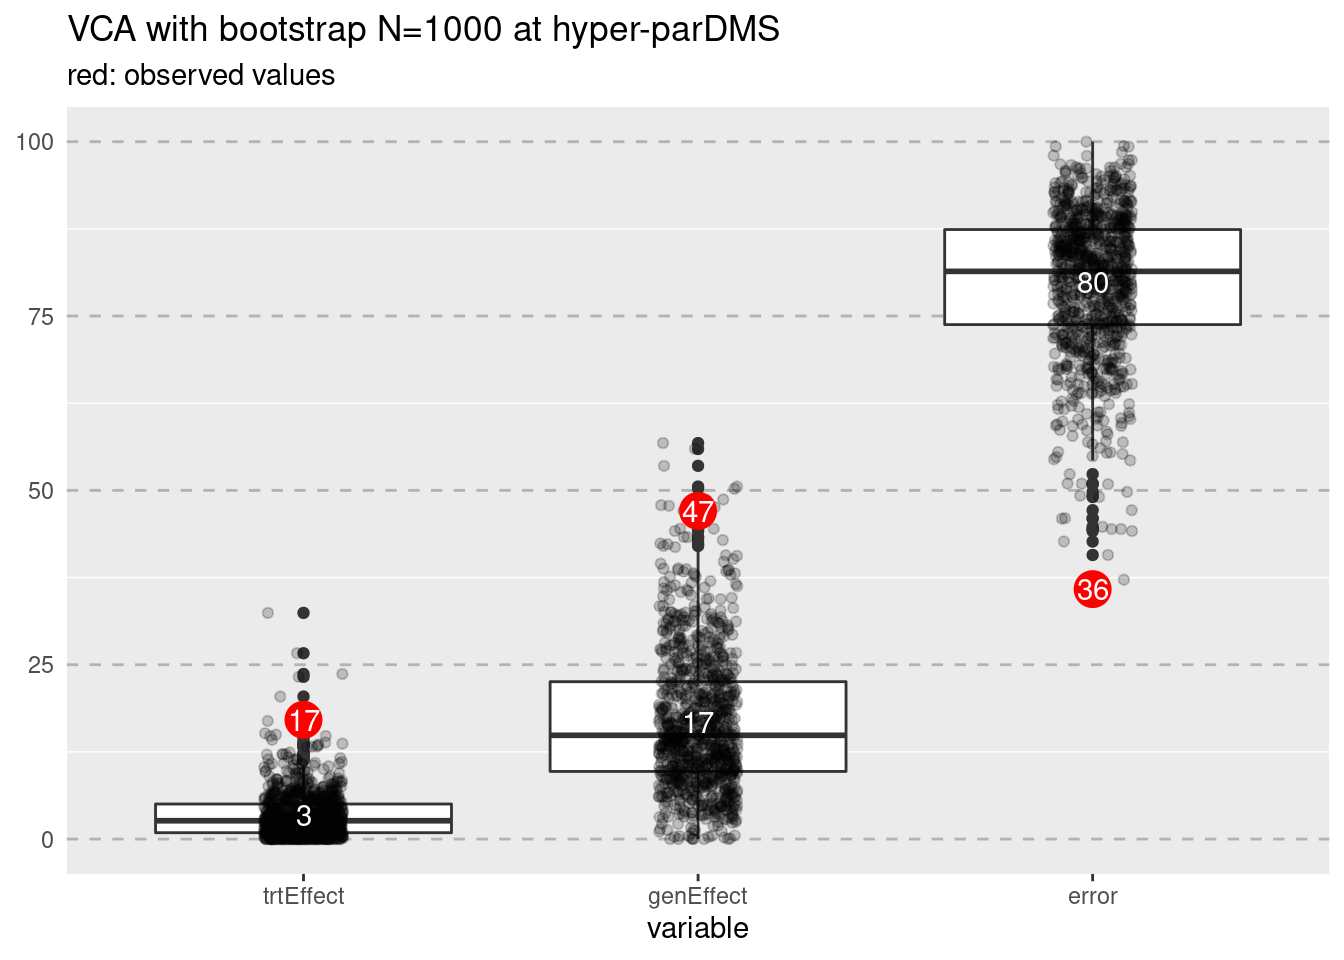 VCA with bootstrap N=1000 at hyper-parDMS
red: observed values
100
75
50
25
0
80
47
36
17
17
3
trtEffect
genEffect
error
variable